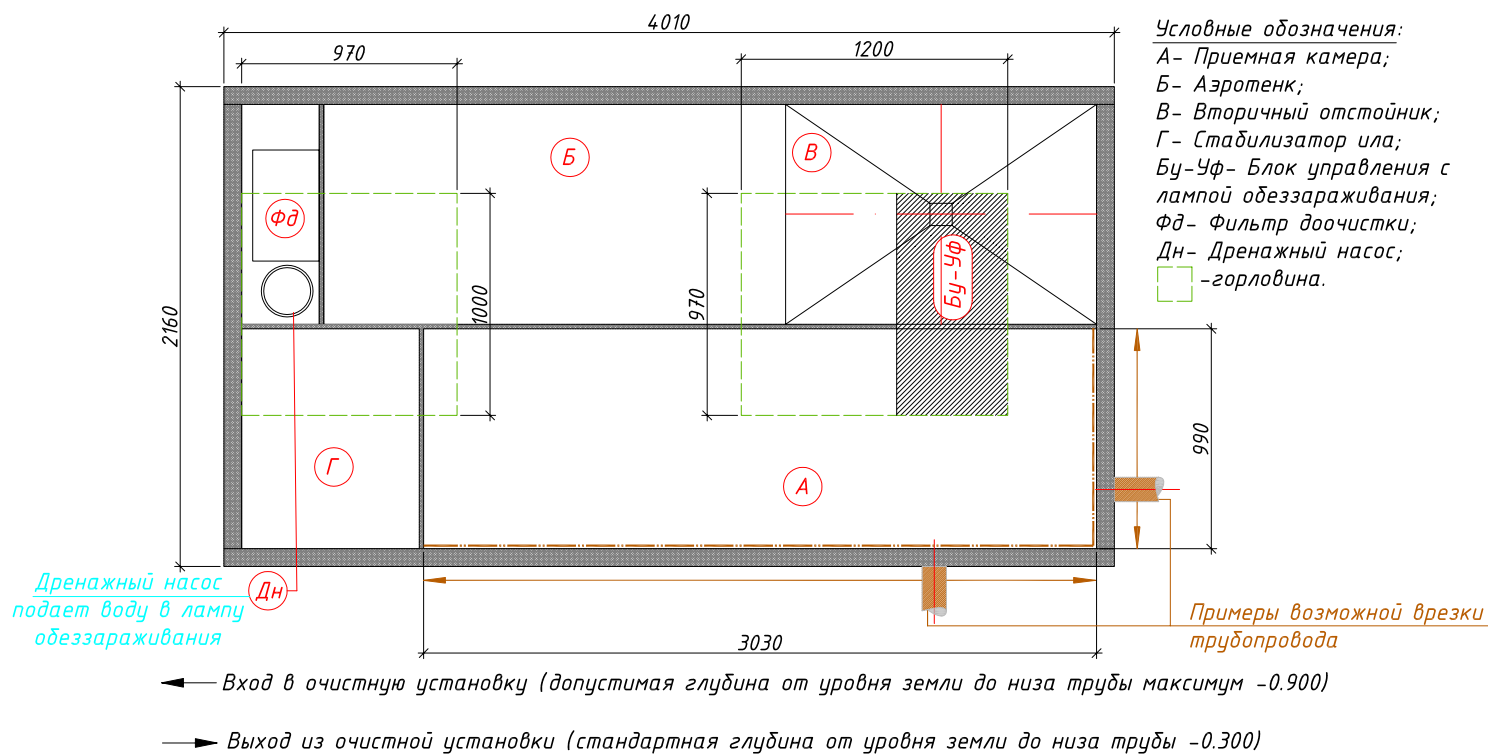 4010
970
1200
Условные обозначения:
А- Приемная камера;
Б- Аэротенк;
В- Вторичный отстойник;
Г- Стабилизатор ила;
Бу-Уф- Блок управления с
лампой обеззараживания;
Фд- Фильтр доочистки;
Дн- Дренажный насос;
-горловина.
Б
В
Фд
Бу-Уф
2160
1000
970
990
Г
А
Дренажный насос
подает воду в лампу
обеззараживания
Дн
Примеры возможной врезки
трубопровода
3030
Вход в очистную установку (допустимая глубина от уровня земли до низа трубы максимум -0.900)
Выход из очистной установки (стандартная глубина от уровня земли до низа трубы -0.300)